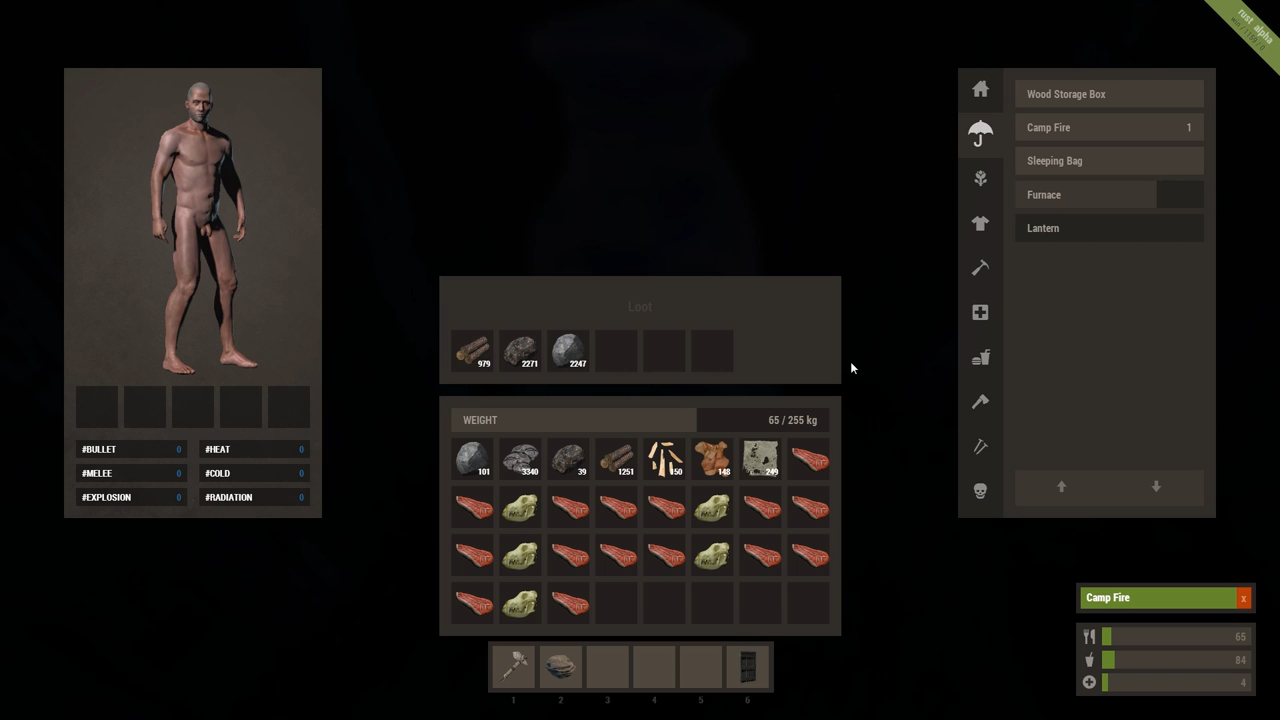 rust alpha
Wood Storage Box
Camp Fire 1
Sleeping Bag
Furnace
Lantern
Loot
979 2271 2247
WEIGHT 65 / 255 kg
101 3340 39 1251 150 148 249
#BULLET 0 #HEAT 0
#MELEE 0 #COLD 0
#EXPLOSION 0 #RADIATION 0
Camp Fire x
65
84
4
1 2 3 4 5 6